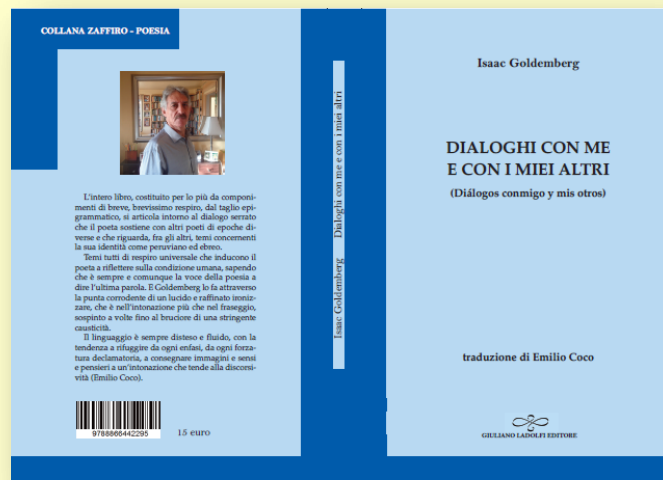 COLLANA ZAFFIRO - POESIA
L'intero libro, costituito per lo più da componi-
menti di breve, brevissimo respiro, dal taglio epi-
grammatico, si articola intorno al dialogo serrato
che il poeta sostiene con altri poeti di epoche di-
verse e che riguarda, fra gli altri, temi concernenti
la sua identità come peruviano ed ebreo.
Temi tutti di respiro universale che inducono il
poeta a riflettere sulla condizione umana, sapendo
che è sempre e comunque la voce della poesia a
dire l'ultima parola. E Goldemberg lo fa attraverso
la punta corrodente di un lucido e raffinato ironiz-
zare, che è nell'intonazione più che nel fraseggio,
sospinto a volte fino al bruciore di una stringente
causticità.
Il linguaggio è sempre disteso e fluido, con la
tendenza a rifuggire da ogni enfasi, da ogni forza-
tura declamatoria, a consegnare immagini e sensi
e pensieri a un'intonazione che tende alla discorsi-
vità (Emilio Coco).
9788866442295
15 euro
Isaac Goldemberg Dialoghi con me e con i miei altri
Isaac Goldemberg
DIALOGHI CON ME
E CON I MIEI ALTRI
(Diálogos conmigo y mis otros)
traduzione di Emilio Coco
GIULIANO LADOLFI EDITORE